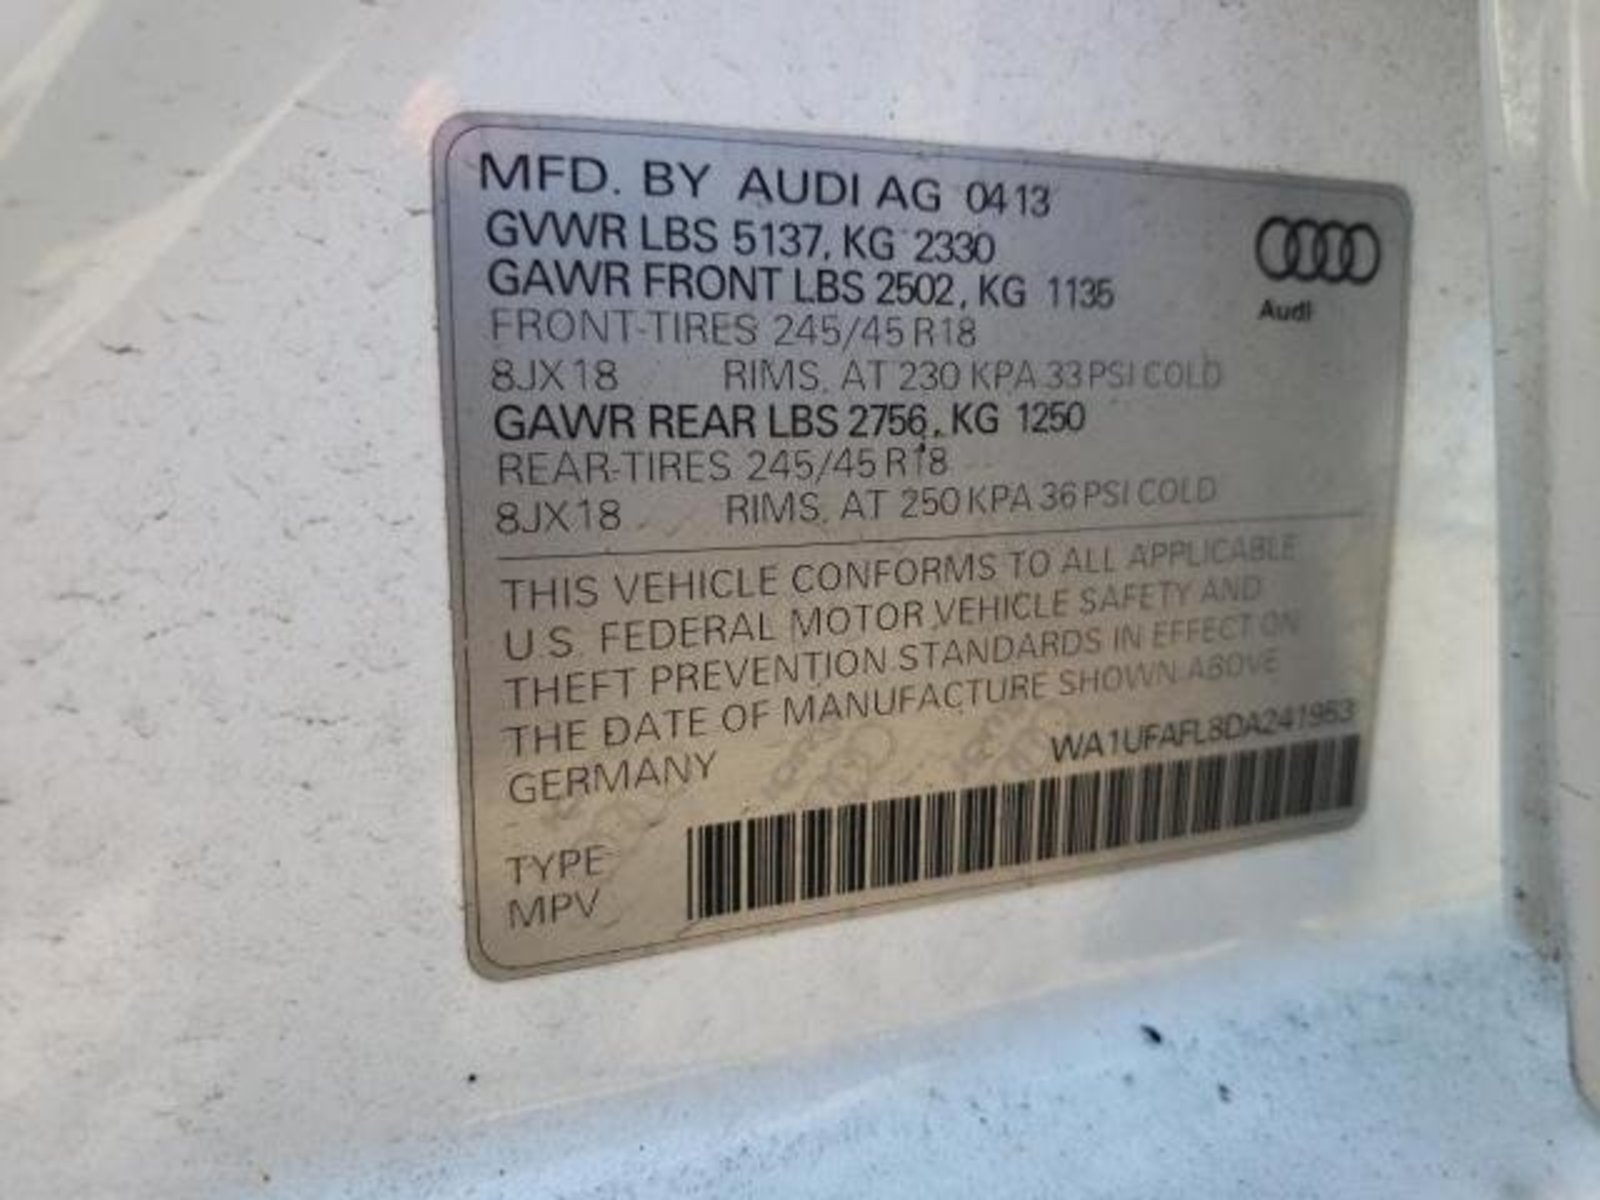 MFD. BY AUDI AG 0413
GVWR LBS 5137, KG 2330
GAWR FRONT LBS 2502, KG 1135
FRONT-TIRES 245/45 R18
8JX18 RIMS, AT 230 KPA 33 PSI COLD
GAWR REAR LBS 2756, KG 1250
REAR-TIRES 245/45 R18
8JX18 RIMS, AT 250 KPA 36 PSI COLD
Audi
THIS VEHICLE CONFORMS TO ALL APPLICABLE
U.S. FEDERAL MOTOR VEHICLE SAFETY AND
THEFT PREVENTION STANDARDS IN EFFECT ON
THE DATE OF MANUFACTURE SHOWN ABOVE
GERMANY
WA1UFAFL8DA241953
TYPE
MPV